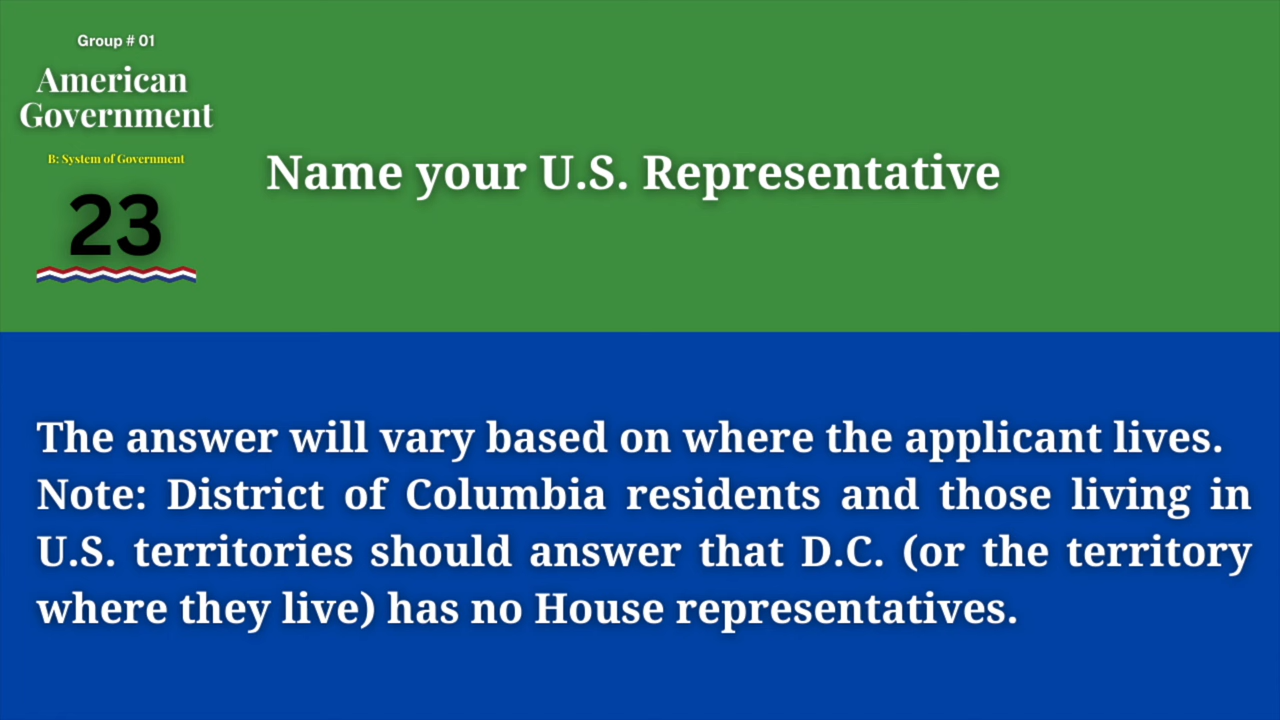 Group # 01
American
Government
B: System of Government
23
Name your U.S. Representative
The answer will vary based on where the applicant lives.
Note: District of Columbia residents and those living in
U.S. territories should answer that D.C. (or the territory
where they live) has no House representatives.